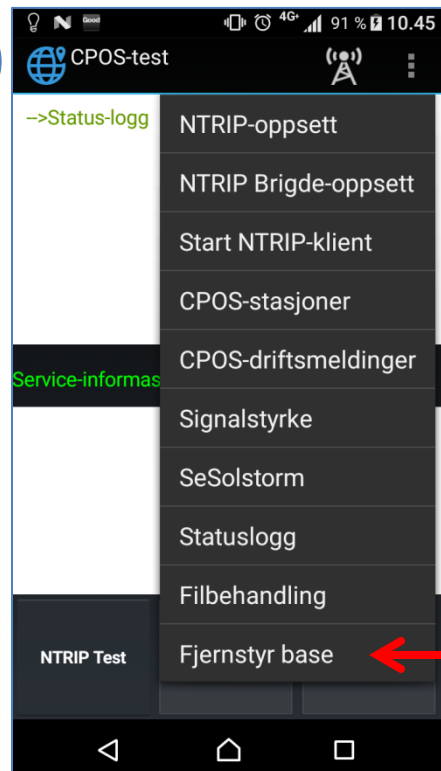 Good 4G+ 91 % 10.45
CPOS-test
-->Status-logg
NTRIP-oppsett
NTRIP Brigde-oppsett
Start NTRIP-klient
CPOS-stasjoner
CPOS-driftsmeldinger
Service-informas
Signalstyrke
SeSolstorm
Statuslogg
Filbehandling
Fjernstyr base
NTRIP Test